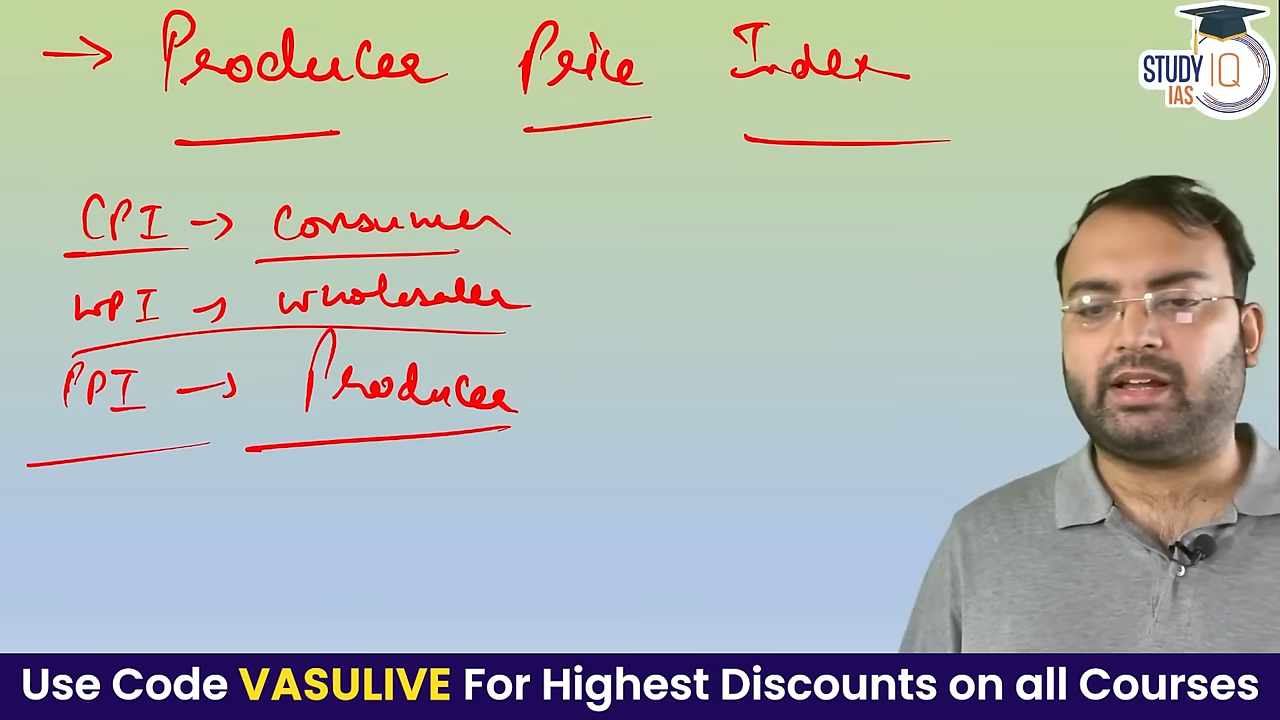 → Producer Price Index
STUDY IQ
IAS
CPI → Consumer
WPI → Wholesaler
PPI → Producer
Use Code VASULIVE For Highest Discounts on all Courses